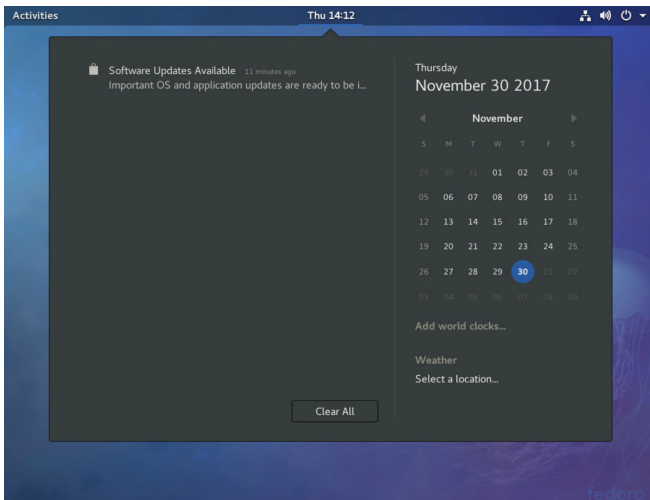 Activities Thu 14:12
Software Updates Available 11 minutes ago
Important OS and application updates are ready to be i...
Clear All
Thursday
November 30 2017
November
S M T W T F S
29 30 31 01 02 03 04
05 06 07 08 09 10 11
12 13 14 15 16 17 18
19 20 21 22 23 24 25
26 27 28 29 30 01 02
03 04 05 06 07 08 09
Add world clocks...
Weather
Select a location...
fedora